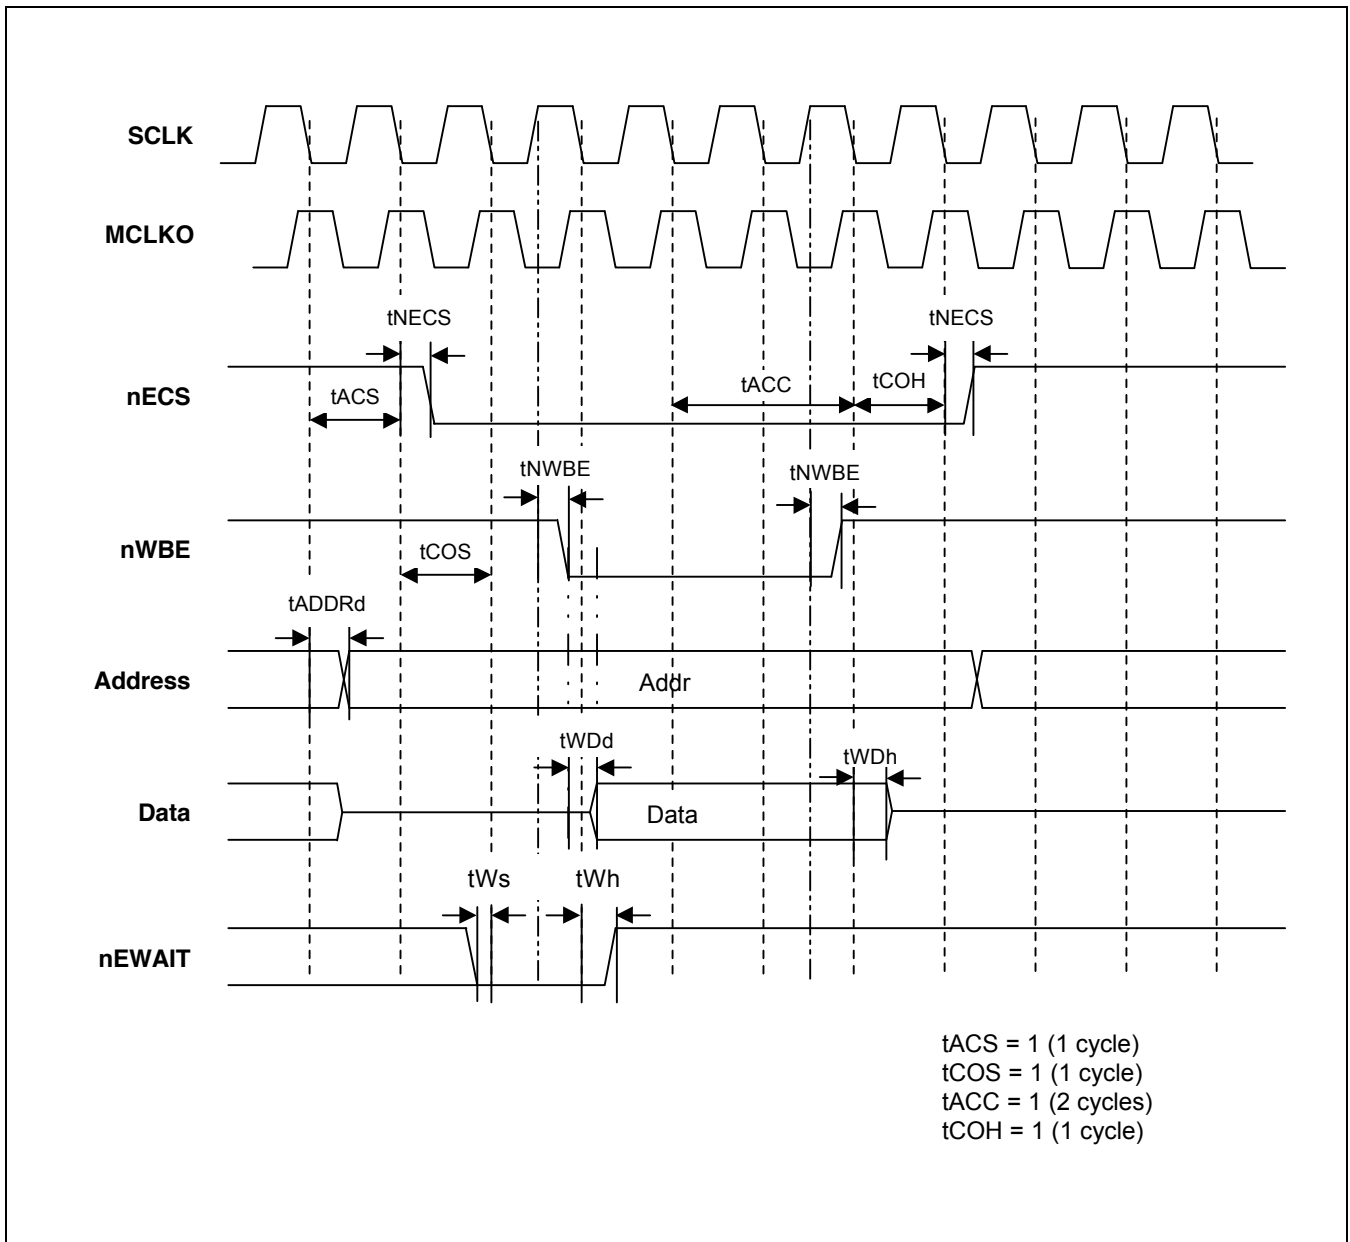 SCLK
MCLKO
tNECS
tNECS
nECS
tACS
tACC
tCOH
tNWBE
tNWBE
nWBE
tCOS
tADDRd
Address
Addr
tWDd
tWDh
Data
Data
tWs
tWh
nEWAIT
tACS = 1 (1 cycle)
tCOS = 1 (1 cycle)
tACC = 1 (2 cycles)
tCOH = 1 (1 cycle)